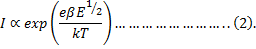 I ∝ exp(eβE^1/2 / kT) … … … … … … … … .. (2).